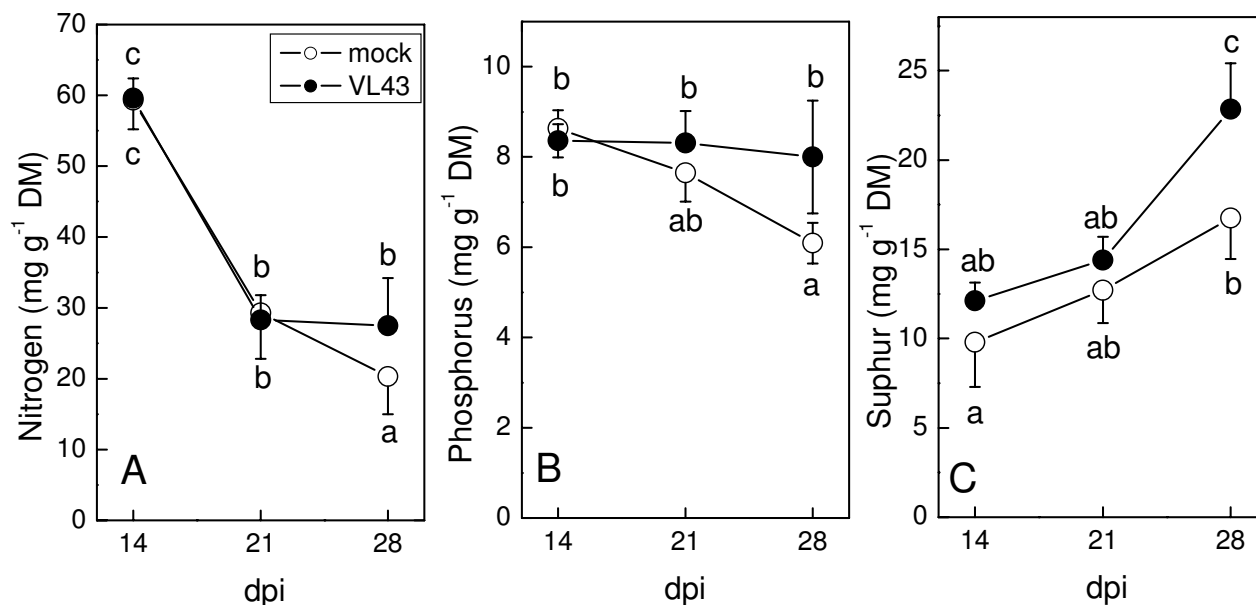 Nitrogen (mg g⁻¹ DM)
70
60
50
40
30
20
10
0
mock
VL43
c
c
b
b
b
a
A
14
21
28
dpi
Phosphorus (mg g⁻¹ DM)
10
8
6
4
2
0
b
b
b
b
ab
a
B
14
21
28
dpi
Suphur (mg g⁻¹ DM)
25
20
15
10
5
0
c
ab
ab
b
ab
a
C
14
21
28
dpi